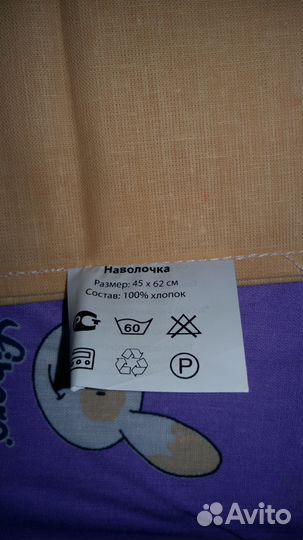 Наволочка
Размер: 45 х 62 см
Состав: 100% хлопок
60
P
Avito